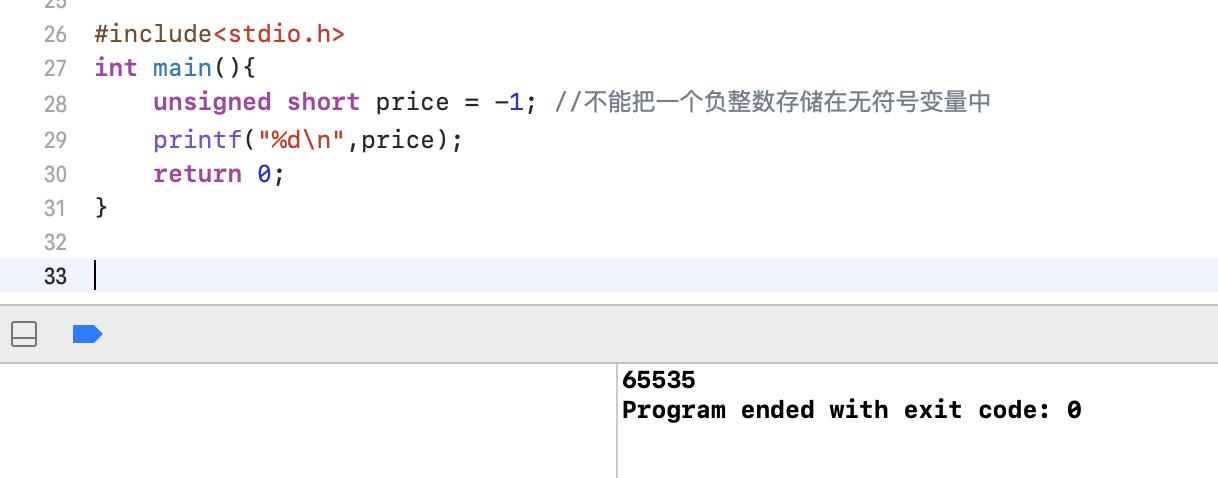 25
26 #include<stdio.h>
27 int main(){
28 unsigned short price = -1; //不能把一个负整数存储在无符号变量中
29 printf("%d\n",price);
30 return 0;
31 }
32
33
65535
Program ended with exit code: 0